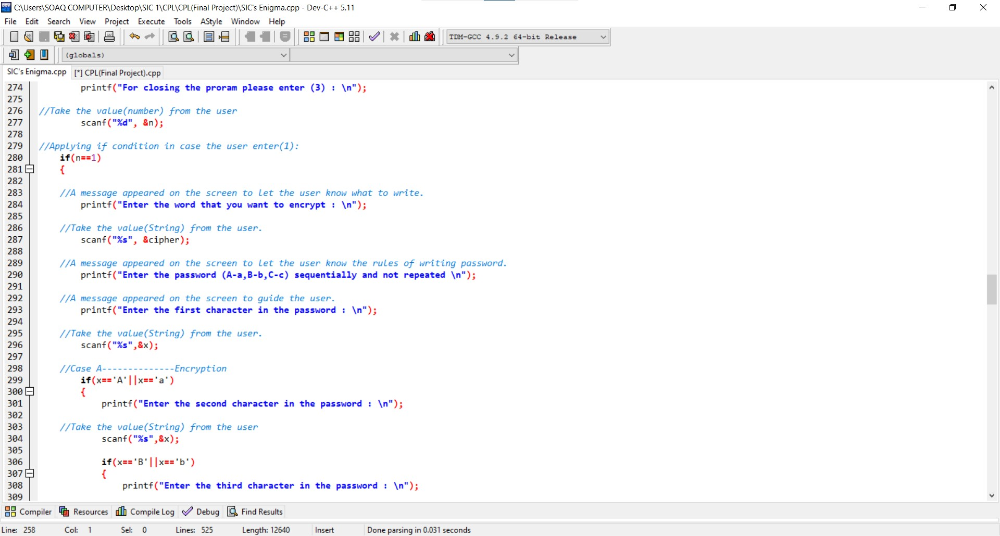 C:\Users\SOAQ COMPUTER\Desktop\SIC 1\CPL\CPL(Final Project)\SIC's Enigma.cpp - Dev-C++ 5.11
File Edit Search View Project Execute Tools AStyle Window Help
TDM-GCC 4.9.2 64-bit Release
(globals)
SIC's Enigma.cpp [*] CPL(Final Project).cpp
274 printf("For closing the proram please enter (3) : \n");
275
276 //Take the value(number) from the user
277 scanf("%d", &n);
278
279 //Applying if condition in case the user enter(1):
280 if(n==1)
281 {
282
283 //A message appeared on the screen to let the user know what to write.
284 printf("Enter the word that you want to encrypt : \n");
285
286 //Take the value(String) from the user.
287 scanf("%s", &cipher);
288
289 //A message appeared on the screen to let the user know the rules of writing password.
290 printf("Enter the password (A-a,B-b,C-c) sequentially and not repeated \n");
291
292 //A message appeared on the screen to guide the user.
293 printf("Enter the first character in the password : \n");
294
295 //Take the value(String) from the user.
296 scanf("%s",&x);
297
298 //Case A--------------Encryption
299 if(x=='A'||x=='a')
300 {
301 printf("Enter the second character in the password : \n");
302
303 //Take the value(String) from the user
304 scanf("%s",&x);
305
306 if(x=='B'||x=='b')
307 {
308 printf("Enter the third character in the password : \n");
309
Compiler Resources Compile Log Debug Find Results
Line: 258 Col: 1 Sel: 0 Lines: 525 Length: 12640 Insert Done parsing in 0.031 seconds